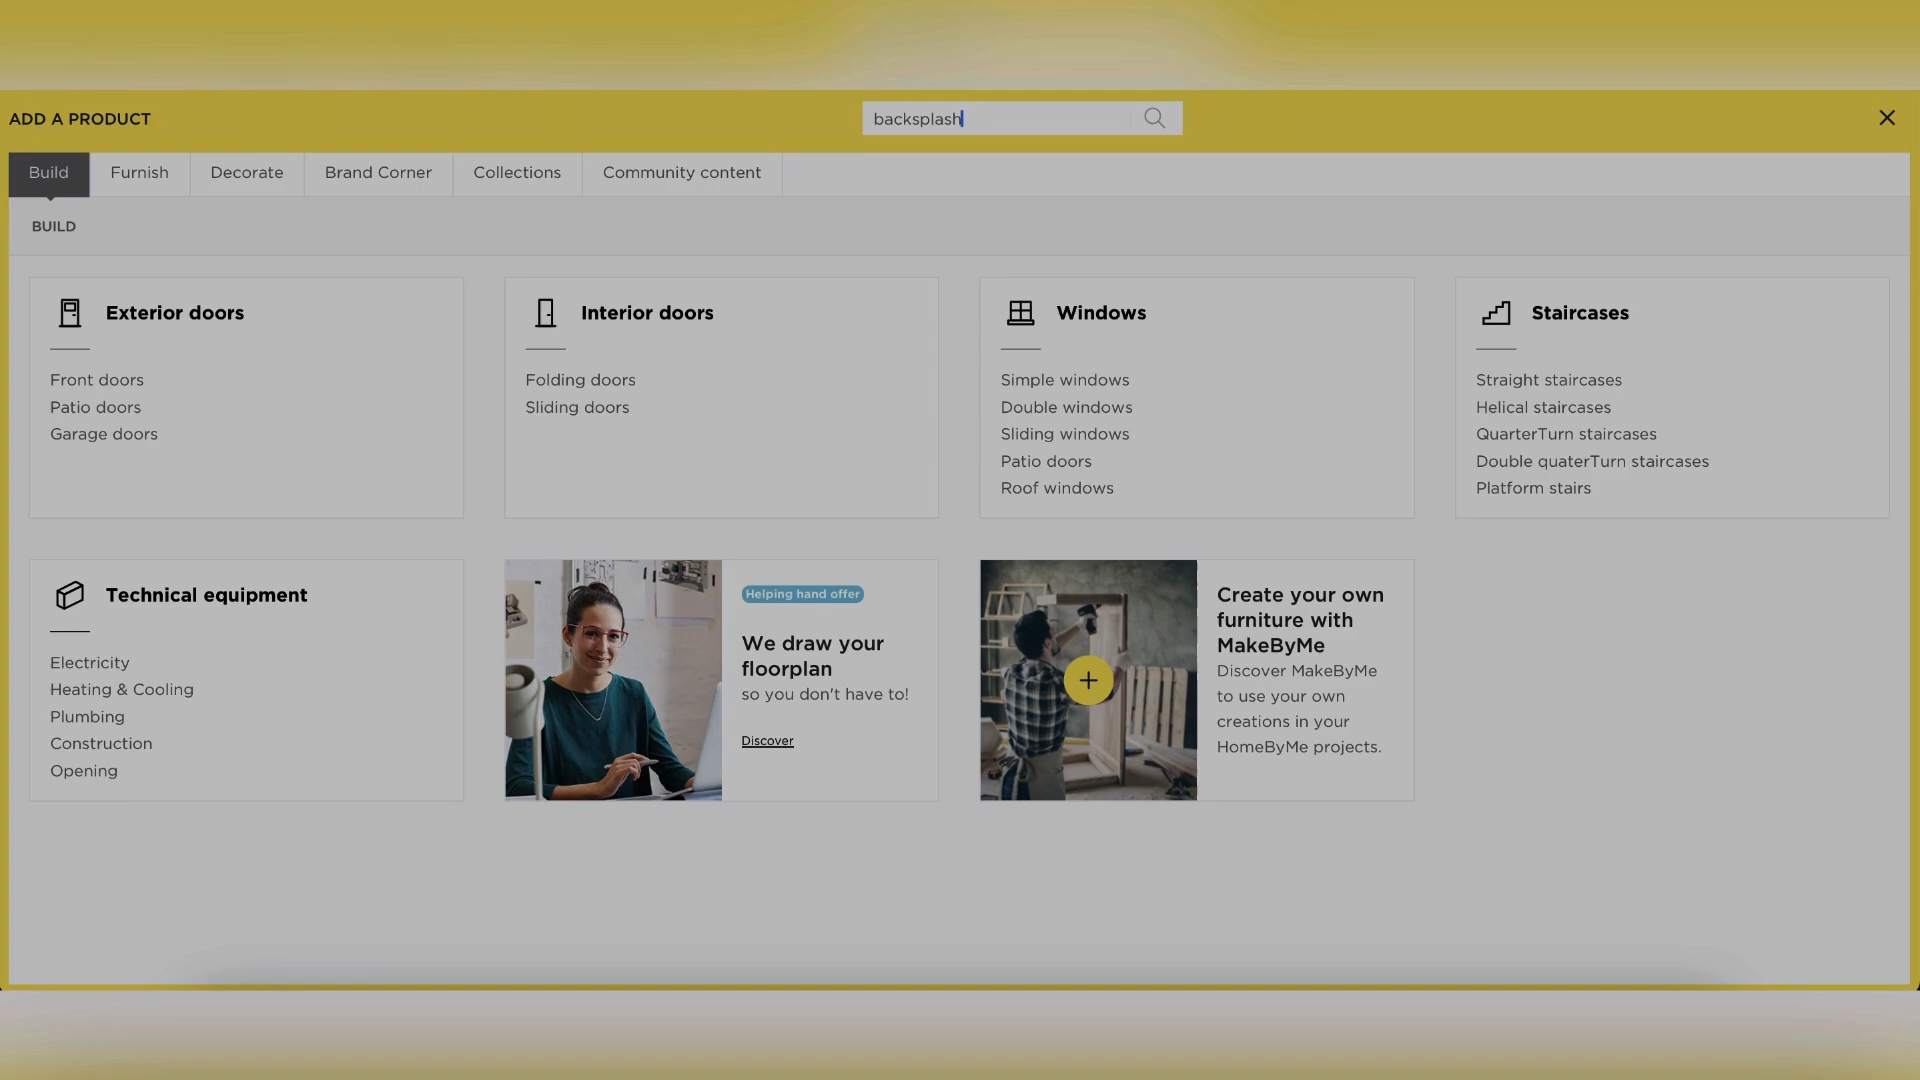 ADD A PRODUCT
backsplash
Build
Furnish
Decorate
Brand Corner
Collections
Community content
BUILD
Exterior doors
Front doors
Patio doors
Garage doors
Interior doors
Folding doors
Sliding doors
Windows
Simple windows
Double windows
Sliding windows
Patio doors
Roof windows
Staircases
Straight staircases
Helical staircases
QuarterTurn staircases
Double quaterTurn staircases
Platform stairs
Technical equipment
Electricity
Heating & Cooling
Plumbing
Construction
Opening
Helping hand offer
We draw your
floorplan
so you don't have to!
Discover
Create your own
furniture with
MakeByMe
Discover MakeByMe
to use your own
creations in your
HomeByMe projects.